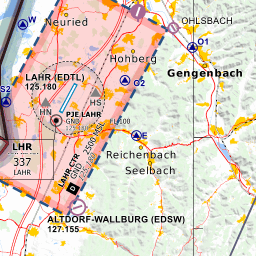 Neuried
OHLSBACH
O1
Hohberg
Gengenbach
S2
LAHR (EDTL)
125.180
O2
HN
HS
PJE LAHR
GND
FL100
E
LHR
337
LAHR
LAHR CTR
GND
2500 MSL
D
Reichenbach
Seelbach
ALTDORF-WALLBURG (EDSW)
127.155